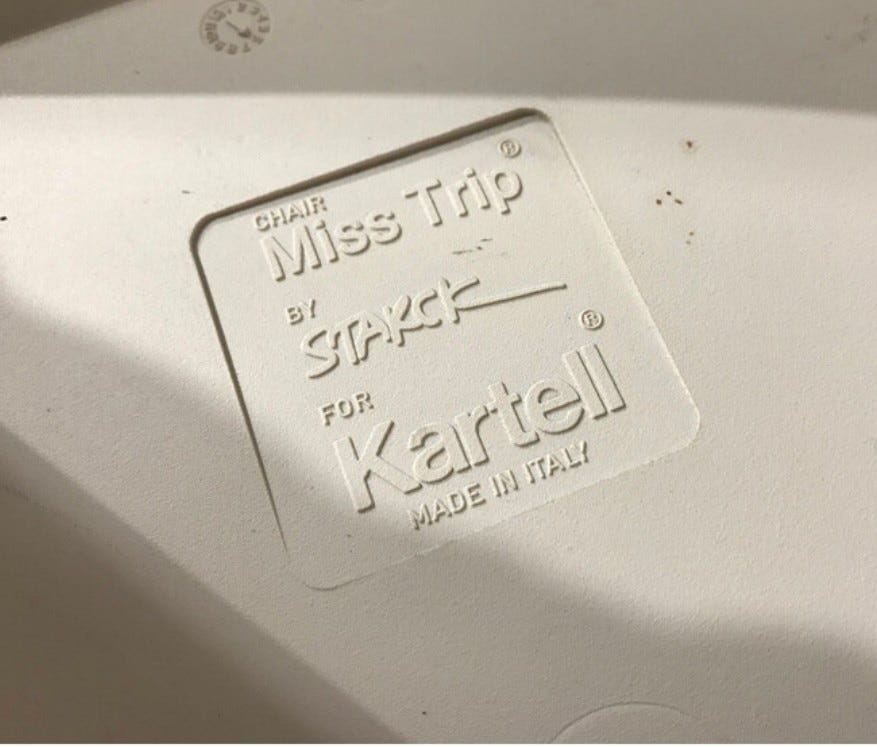 CHAIR
Miss Trip®
BY
STARCK
FOR
Kartell®
MADE IN ITALY